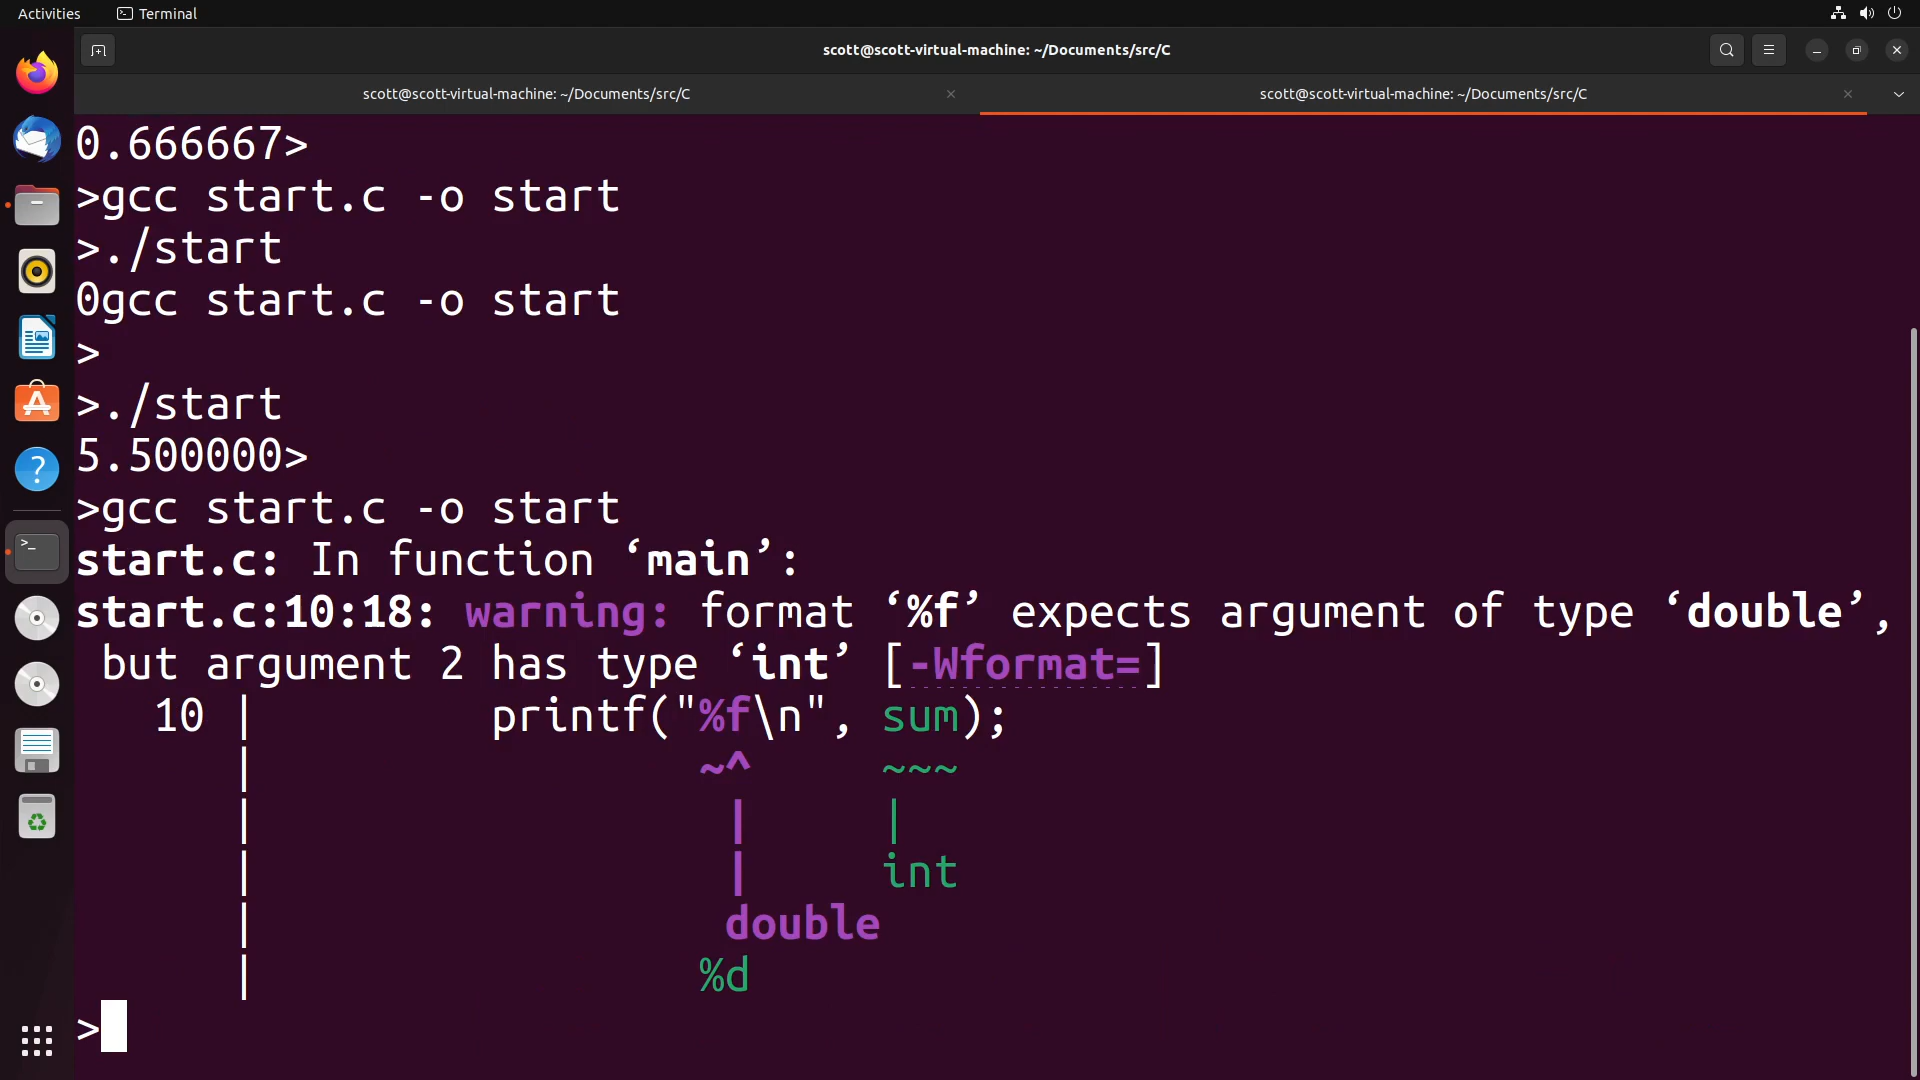 Activities
Terminal
scott@scott-virtual-machine: ~/Documents/src/C
scott@scott-virtual-machine: ~/Documents/src/C
scott@scott-virtual-machine: ~/Documents/src/C
0.666667>
>gcc start.c -o start
>./start
0gcc start.c -o start
>
>./start
5.500000>
>gcc start.c -o start
start.c: In function ‘main’:
start.c:10:18: warning: format ‘%f’ expects argument of type ‘double’,
 but argument 2 has type ‘int’ [-Wformat=]
   10 |         printf("%f\n", sum);
      |                 ~^     ~~~
      |                  |     |
      |                  |     int
      |                  double
      |                 %d
>